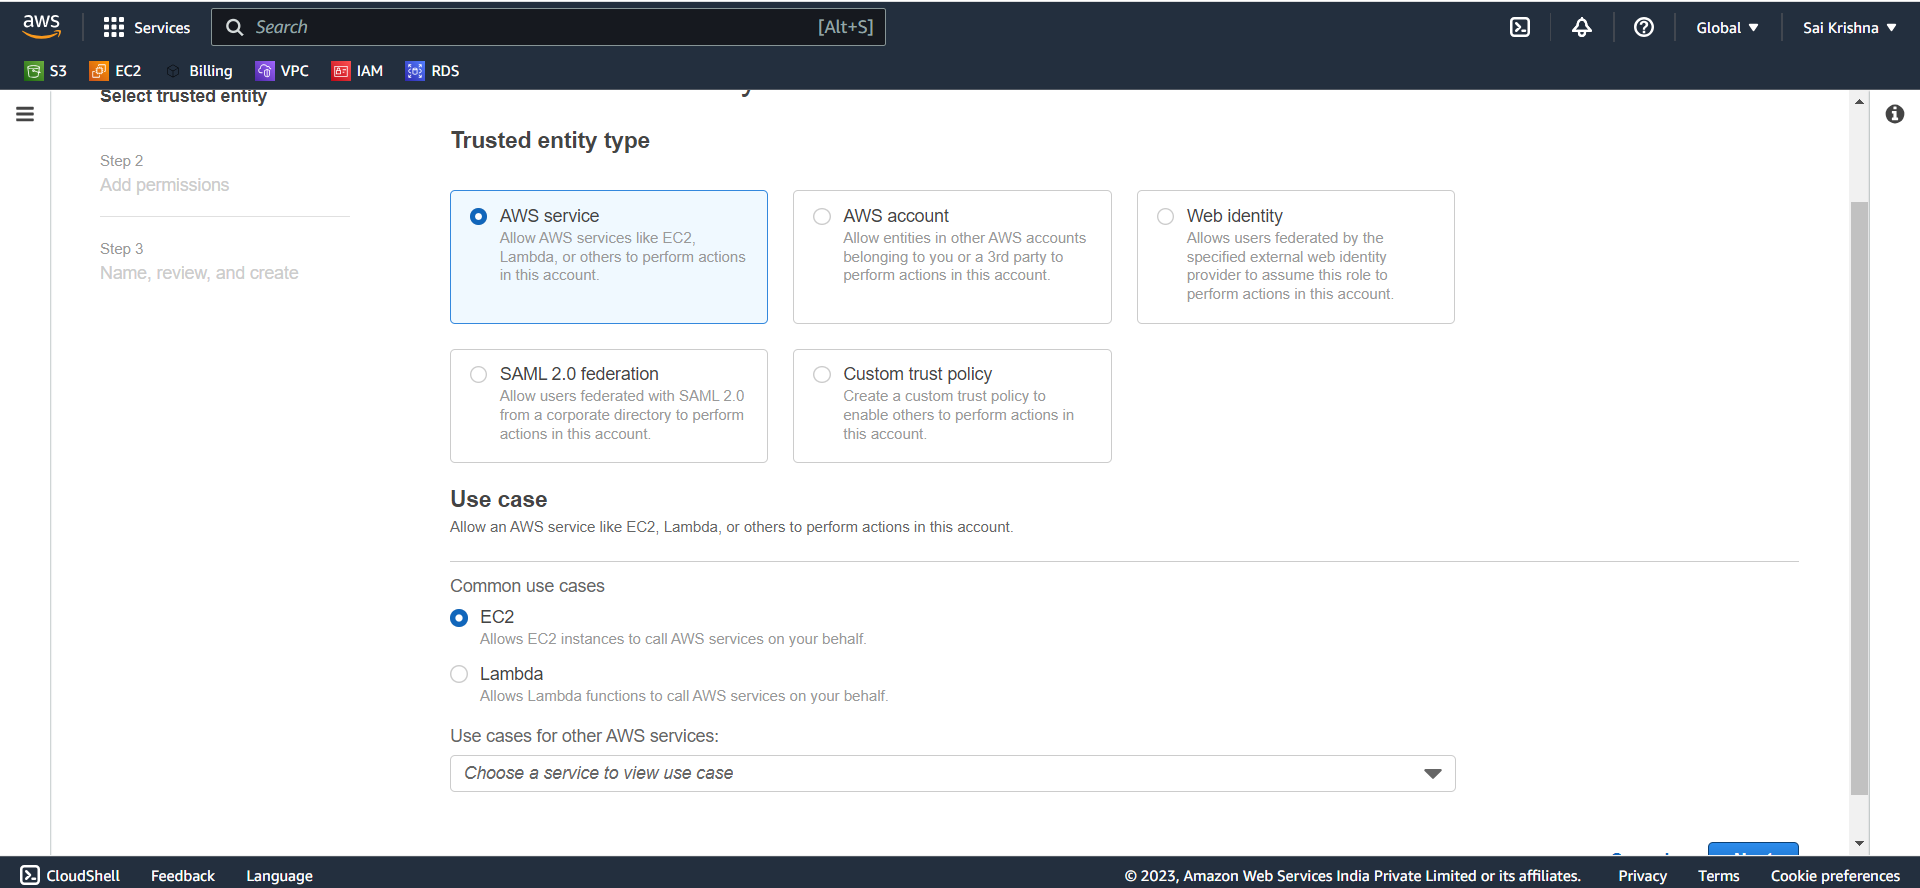 aws
Services
Search [Alt+S]
Global
Sai Krishna
S3
EC2
Billing
VPC
IAM
RDS
Select trusted entity
Step 2
Add permissions
Step 3
Name, review, and create
Trusted entity type
AWS service
Allow AWS services like EC2,
Lambda, or others to perform actions
in this account.
AWS account
Allow entities in other AWS accounts
belonging to you or a 3rd party to
perform actions in this account.
Web identity
Allows users federated by the
specified external web identity
provider to assume this role to
perform actions in this account.
SAML 2.0 federation
Allow users federated with SAML 2.0
from a corporate directory to perform
actions in this account.
Custom trust policy
Create a custom trust policy to
enable others to perform actions in
this account.
Use case
Allow an AWS service like EC2, Lambda, or others to perform actions in this account.
Common use cases
EC2
Allows EC2 instances to call AWS services on your behalf.
Lambda
Allows Lambda functions to call AWS services on your behalf.
Use cases for other AWS services:
Choose a service to view use case
CloudShell
Feedback
Language
© 2023, Amazon Web Services India Private Limited or its affiliates.
Privacy
Terms
Cookie preferences